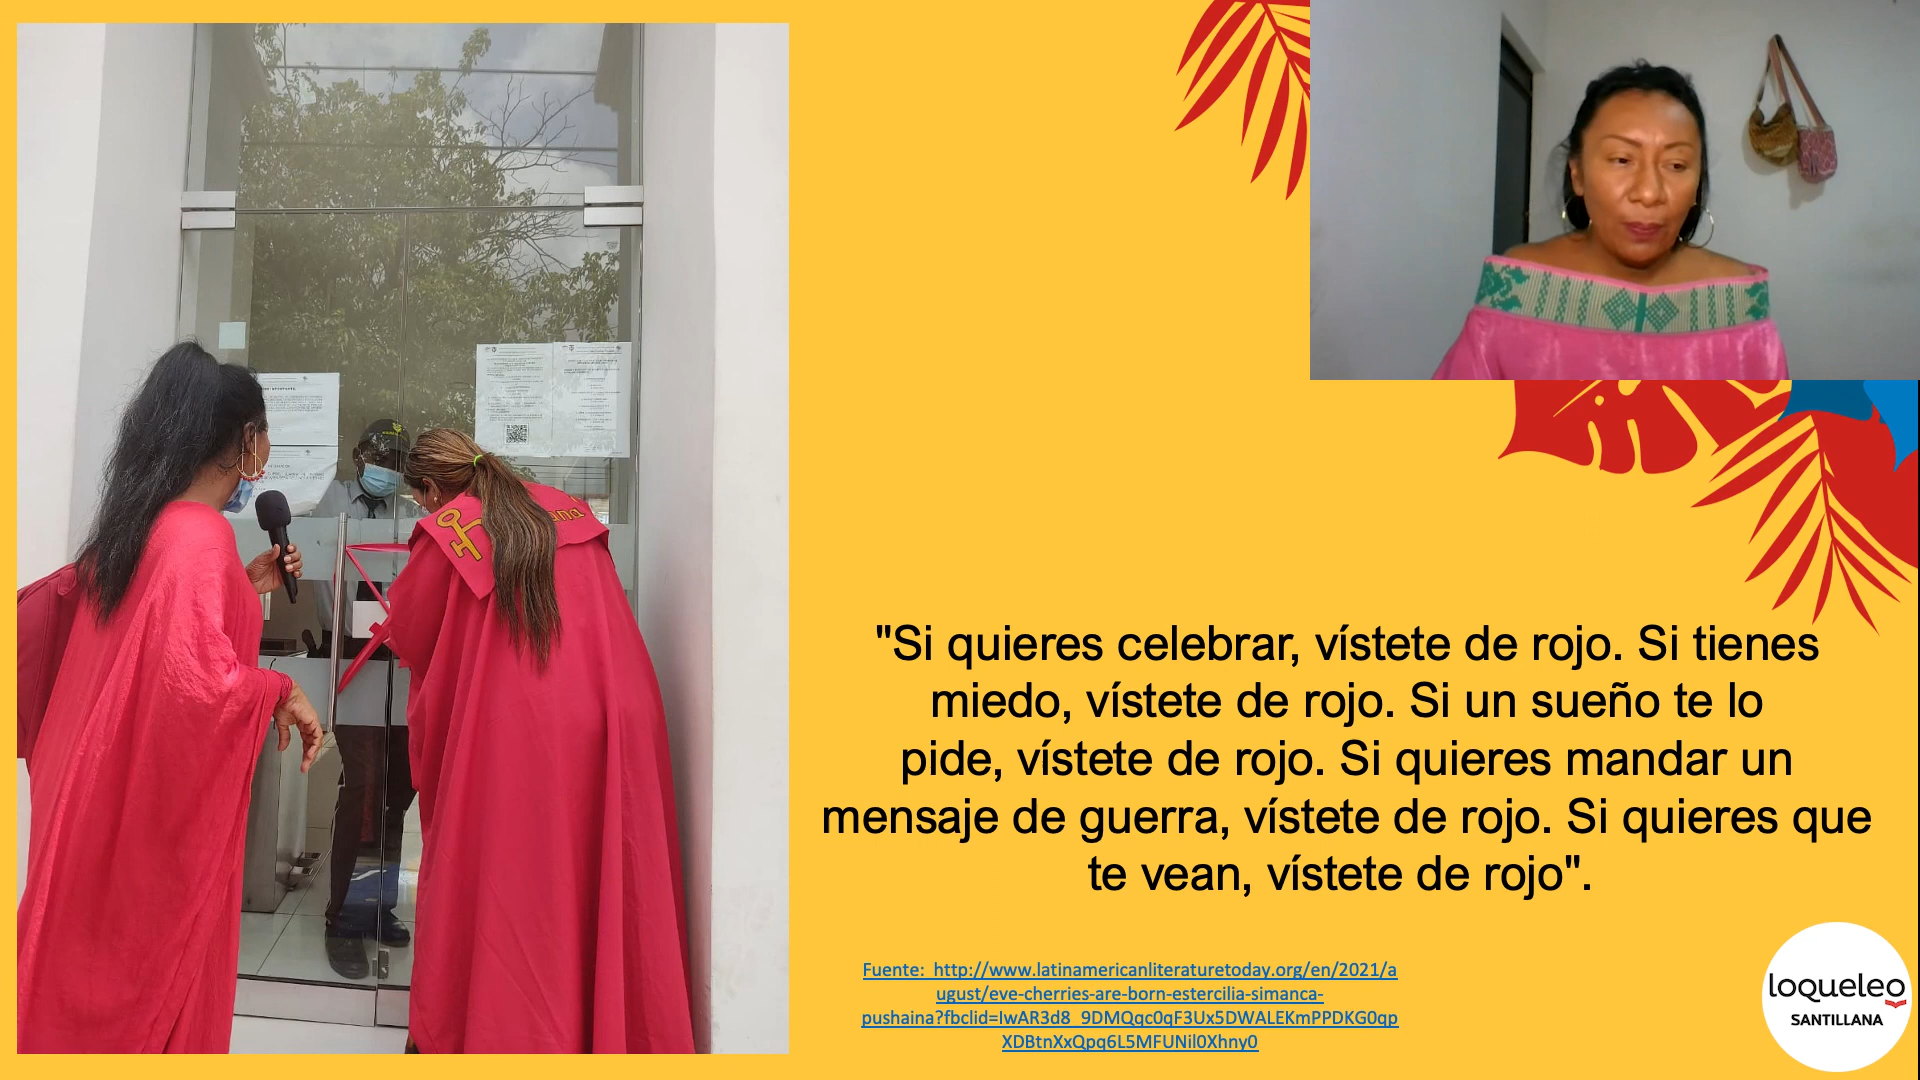 "Si quieres celebrar, vístete de rojo. Si tienes
miedo, vístete de rojo. Si un sueño te lo
pide, vístete de rojo. Si quieres mandar un
mensaje de guerra, vístete de rojo. Si quieres que
te vean, vístete de rojo".
Fuente: http://www.latinamericanliteraturetoday.org/en/2021/a
ugust/eve-cherries-are-born-estercilia-simanca-
pushaina?fbclid=IwAR3d8_9DMQqc0qF3Ux5DWALEKmPPDKG0qp
XDBtnXxQpq6L5MFUNil0Xhny0
loqueleo
SANTILLANA